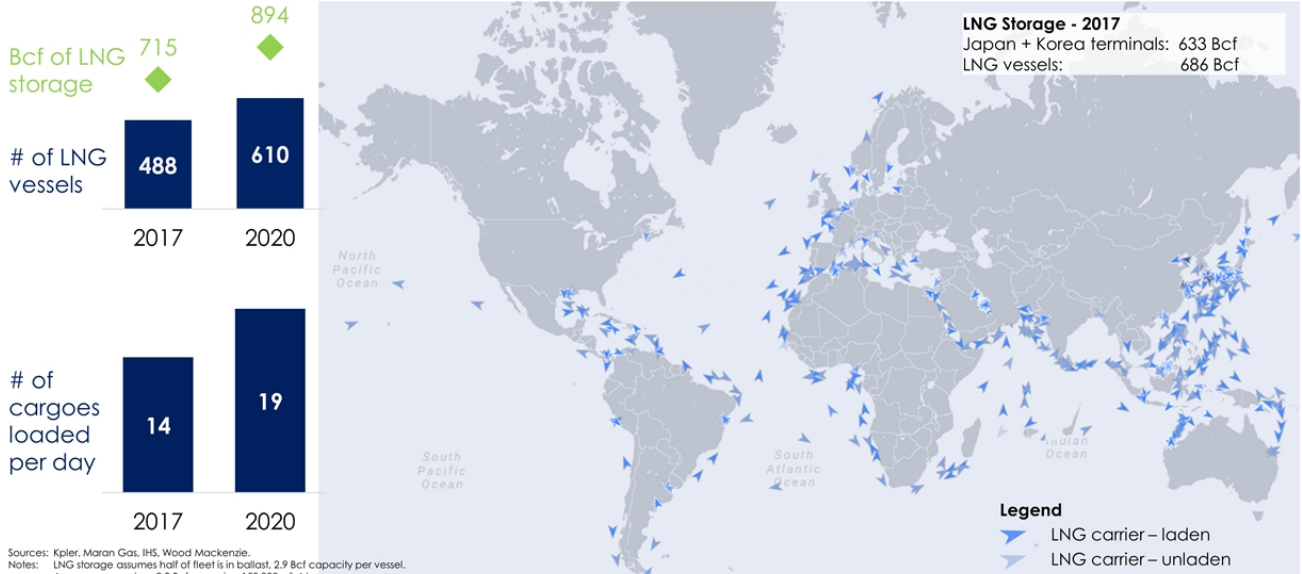 894
715
Bcf of LNG
storage
# of LNG
vessels
488
610
2017
2020
# of
cargoes
loaded
per day
14
19
2017
2020
Sources: Kpler, Maran Gas, IHS, Wood Mackenzie.
Notes: LNG storage assumes half of fleet is in ballast, 2.9 Bcf capacity per vessel.
LNG Storage - 2017
Japan + Korea terminals: 633 Bcf
LNG vessels: 686 Bcf
North
Pacific
Ocean
South
Pacific
Ocean
South
Atlantic
Ocean
Indian
Ocean
Legend
LNG carrier – laden
LNG carrier – unladen